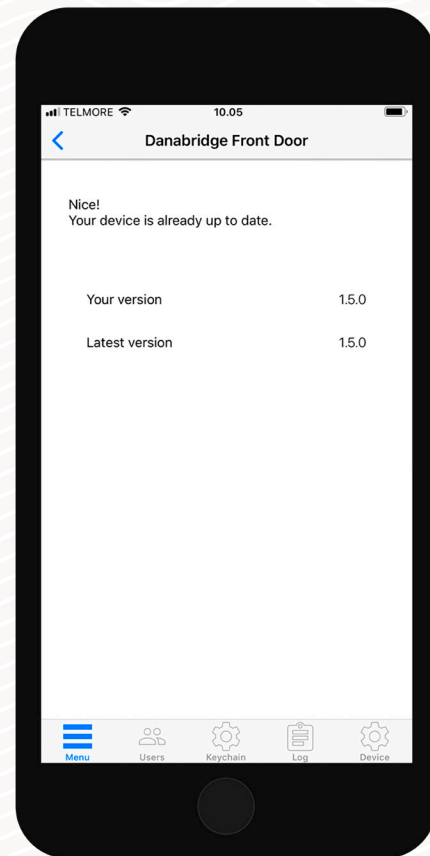 TELMORE 10.05
Danabridge Front Door
Nice!
Your device is already up to date.
Your version 1.5.0
Latest version 1.5.0
Menu Users Keychain Log Device